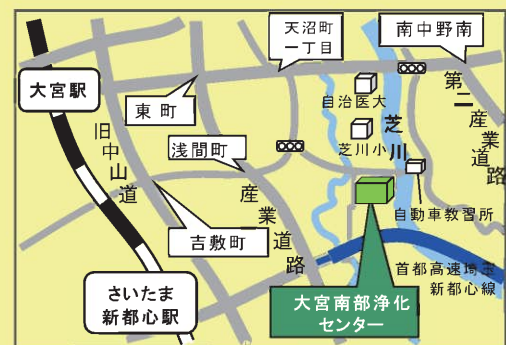 天沼町
一丁目
南中野南
大宮駅
東町
自治医大
第二産業道路
旧中山道
浅間町
芝川小
芝川
産業道路
自動車教習所
吉敷町
首都高速埼玉
新都心線
さいたま
新都心駅
大宮南部浄化
センター